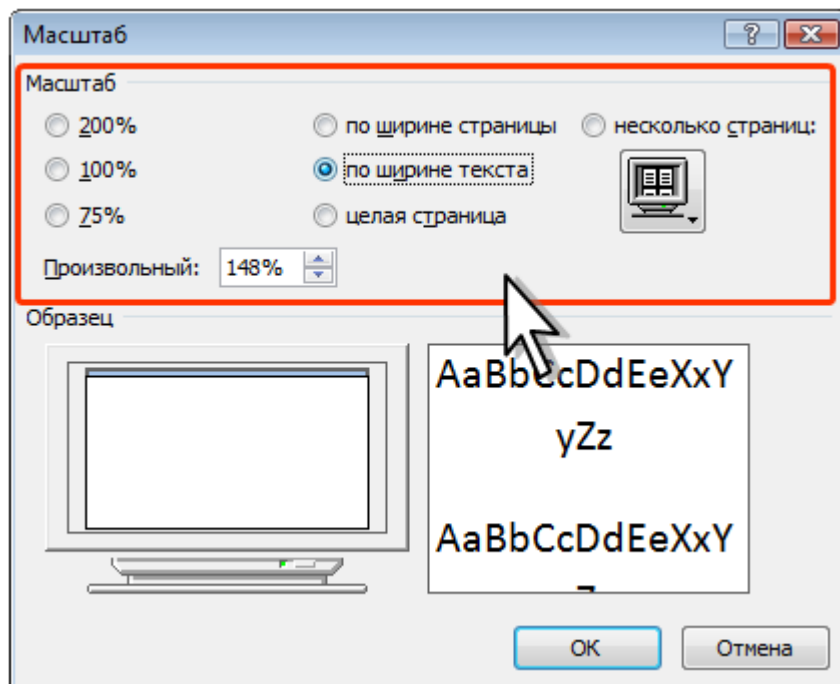 Масштаб
Масштаб
200% по ширине страницы несколько страниц:
100% по ширине текста
75% целая страница
Произвольный: 148%
Образец
AaBbCcDdEeXxY
yZz
AaBbCcDdEeXxY
ОК Отмена